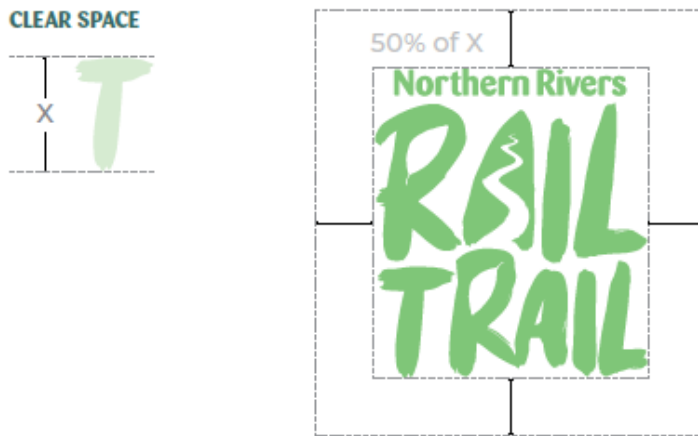 CLEAR SPACE
X
T
50% of X
Northern Rivers
RAIL
TRAIL